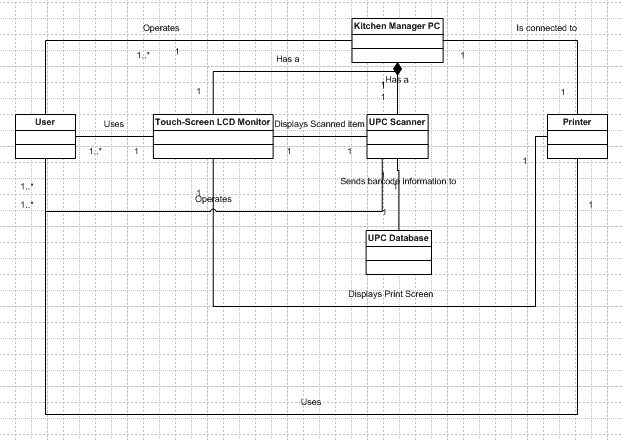 Kitchen Manager PC
Operates
Is connected to
1..*
1
1
Has a
Has a
1
1
1
1
User
Uses
Touch-Screen LCD Monitor
Displays Scanned item
UPC Scanner
Printer
1..*
1
1
1
1
1..*
Sends barcode information to
1
1
Operates
1..*
1
1
UPC Database
Displays Print Screen
Uses